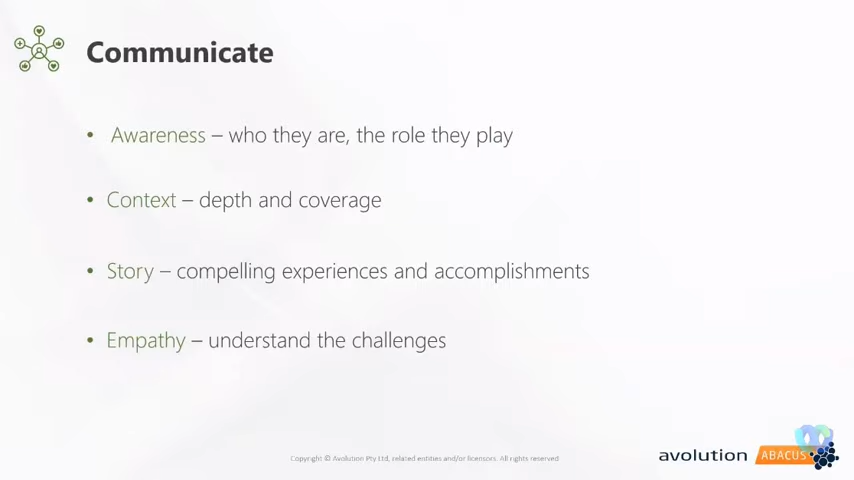 Communicate
• Awareness – who they are, the role they play
• Context – depth and coverage
• Story – compelling experiences and accomplishments
• Empathy – understand the challenges
Copyright © Avolution Pty Ltd, related entities and/or licensors. All rights reserved
avolution ABACUS